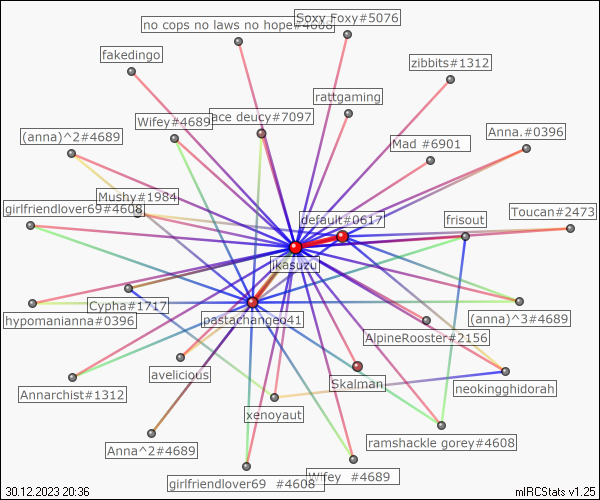 Soxy Foxy#5076
no cops no laws no hope#4608
fakedingo
zibbits#1312
rattgaming
ace deucy#7097
Wifey#4689
(anna)^2#4689
Anna.#0396
Mad #6901
Mushy#1984
girlfriendlover69#4608
default#0617
frisout
Toucan#2473
jkasuzu
Cypha#1717
hypomanianna#0396
pastachangeo41
(anna)^3#4689
AlpineRooster#2156
avelicious
Skalman
neokingghidorah
Annarchist#1312
xenoyaut
Anna^2#4689
ramshackle gorey#4608
girlfriendlover69 #4608
Wifey #4689
30.12.2023 20:36
mIRCStats v1.25